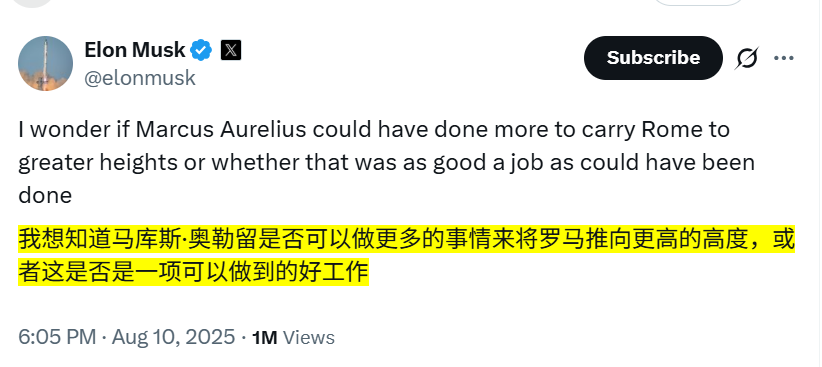 Elon Musk
@elonmusk
Subscribe
I wonder if Marcus Aurelius could have done more to carry Rome to
greater heights or whether that was as good a job as could have been
done
我想知道马库斯·奥勒留是否可以做更多的事情来将罗马推向更高的高度，或
者这是否是一项可以做到的好工作
6:05 PM · Aug 10, 2025 · 1M Views